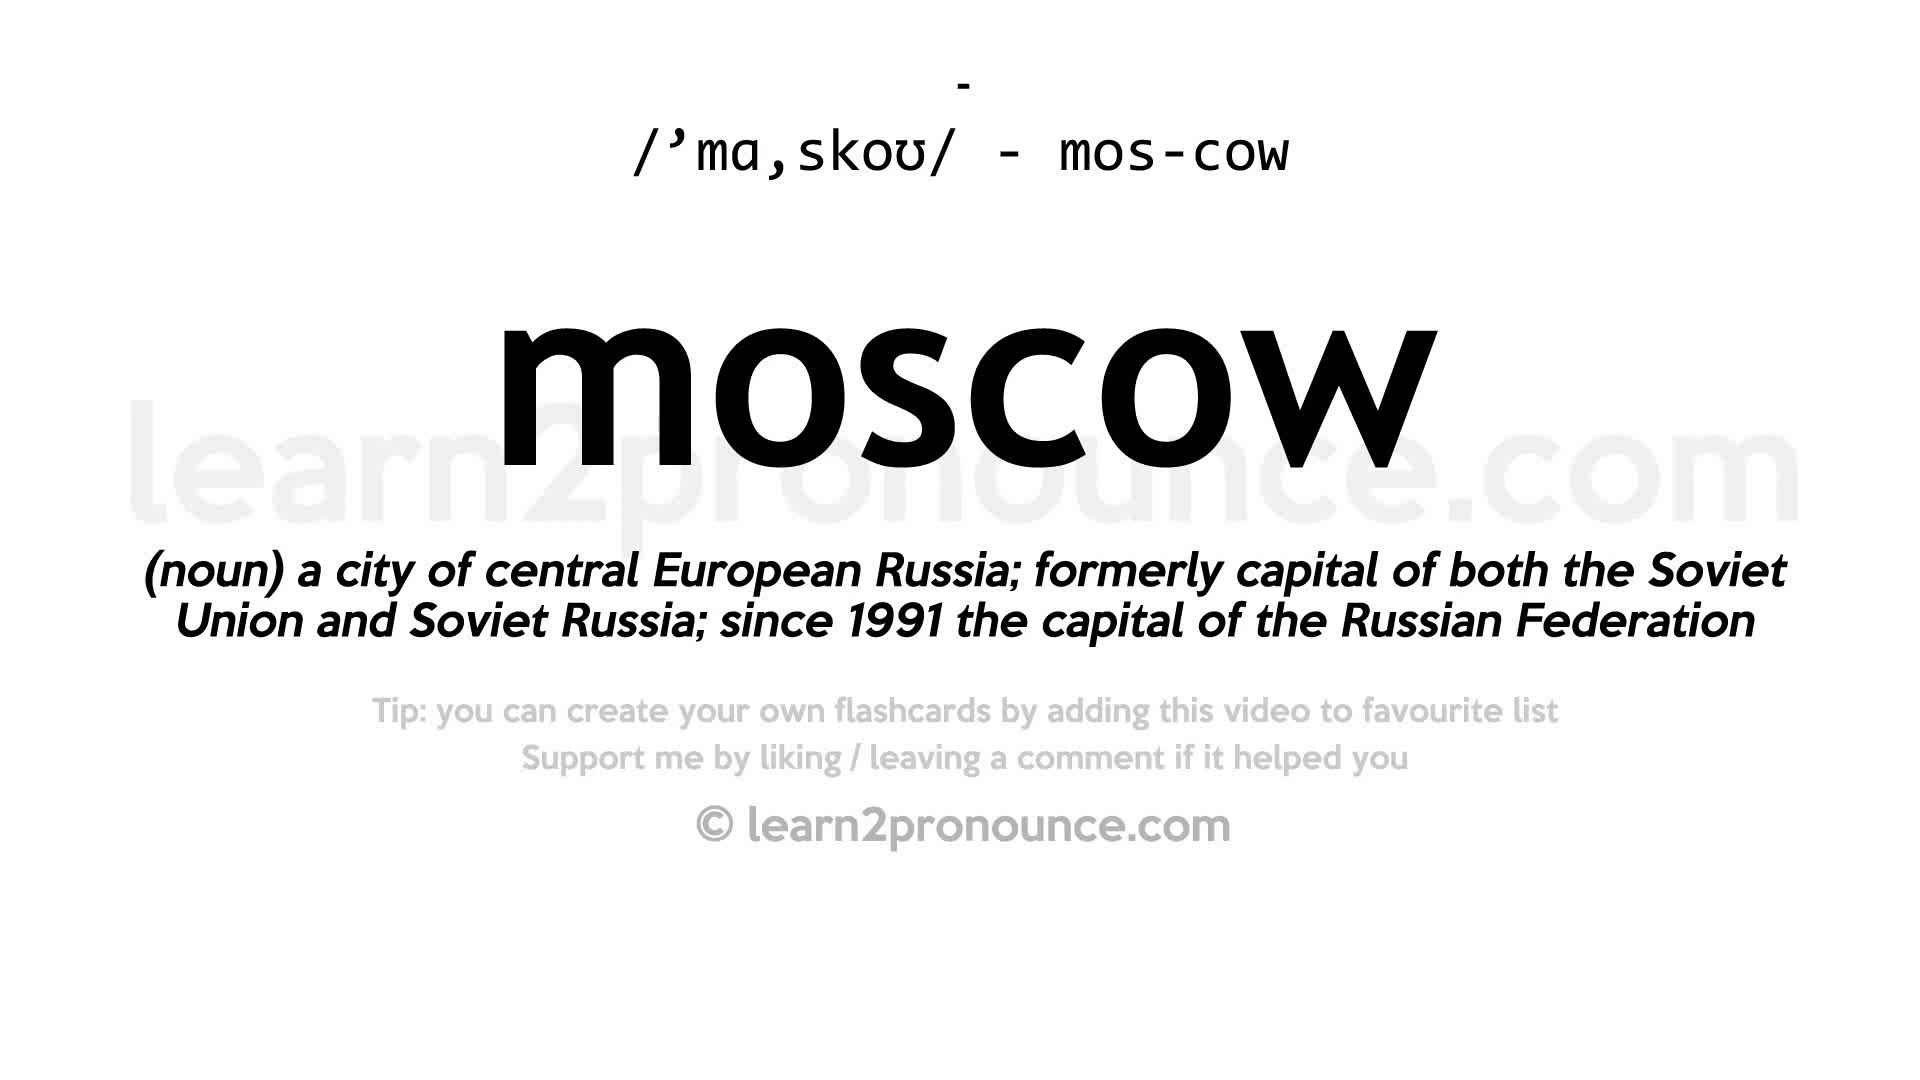 -
/’mɑ,skoʊ/ - mos-cow
moscow
learn2pronounce.com
(noun) a city of central European Russia; formerly capital of both the Soviet
Union and Soviet Russia; since 1991 the capital of the Russian Federation
Tip: you can create your own flashcards by adding this video to favourite list
Support me by liking / leaving a comment if it helped you
© learn2pronounce.com